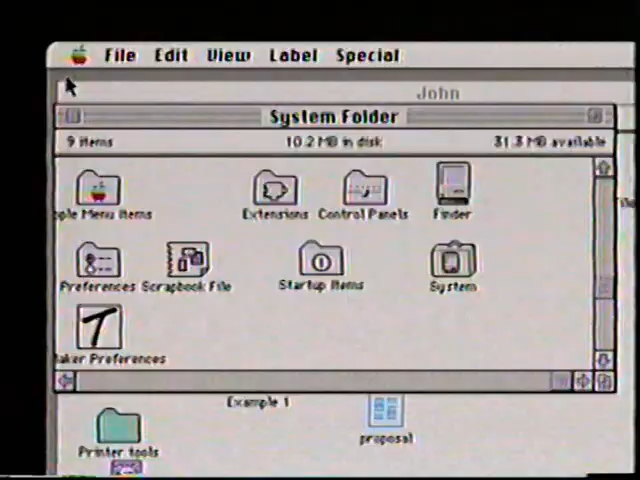 File Edit View Label Special
John
System Folder
9 items 10.2 MB in disk 31.3 MB available
ple Menu Items Extensions Control Panels Finder
Preferences Scrapbook File Startup Items System
aker Preferences
Example 1
proposal
Printer tools